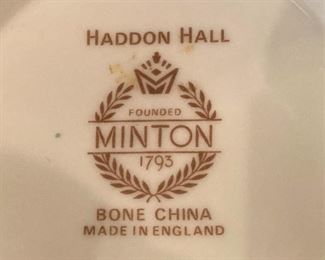 HADDON HALL
FOUNDED
MINTON
1793
BONE CHINA
MADE IN ENGLAND